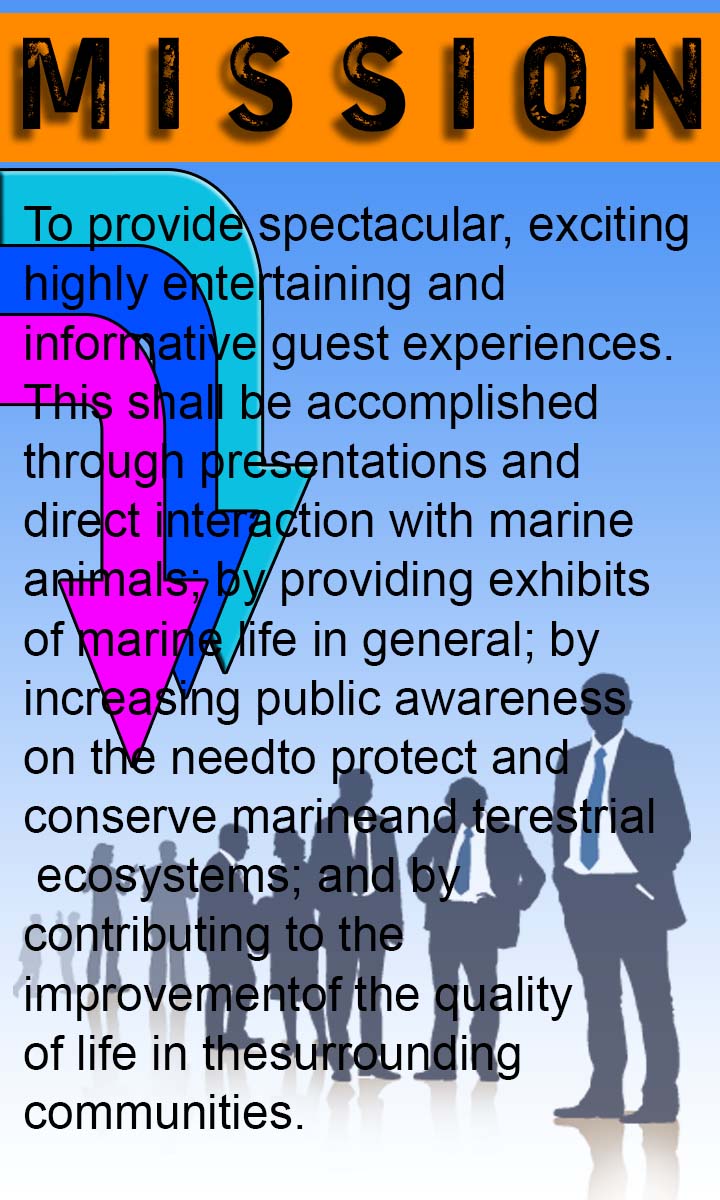 MISSION
To provide spectacular, exciting
highly entertaining and
informative guest experiences.
This shall be accomplished
through presentations and
direct interaction with marine
animals; by providing exhibits
of marine life in general; by
increasing public awareness
on the needto protect and
conserve marineand terestrial
ecosystems; and by
contributing to the
improvementof the quality
of life in thesurrounding
communities.